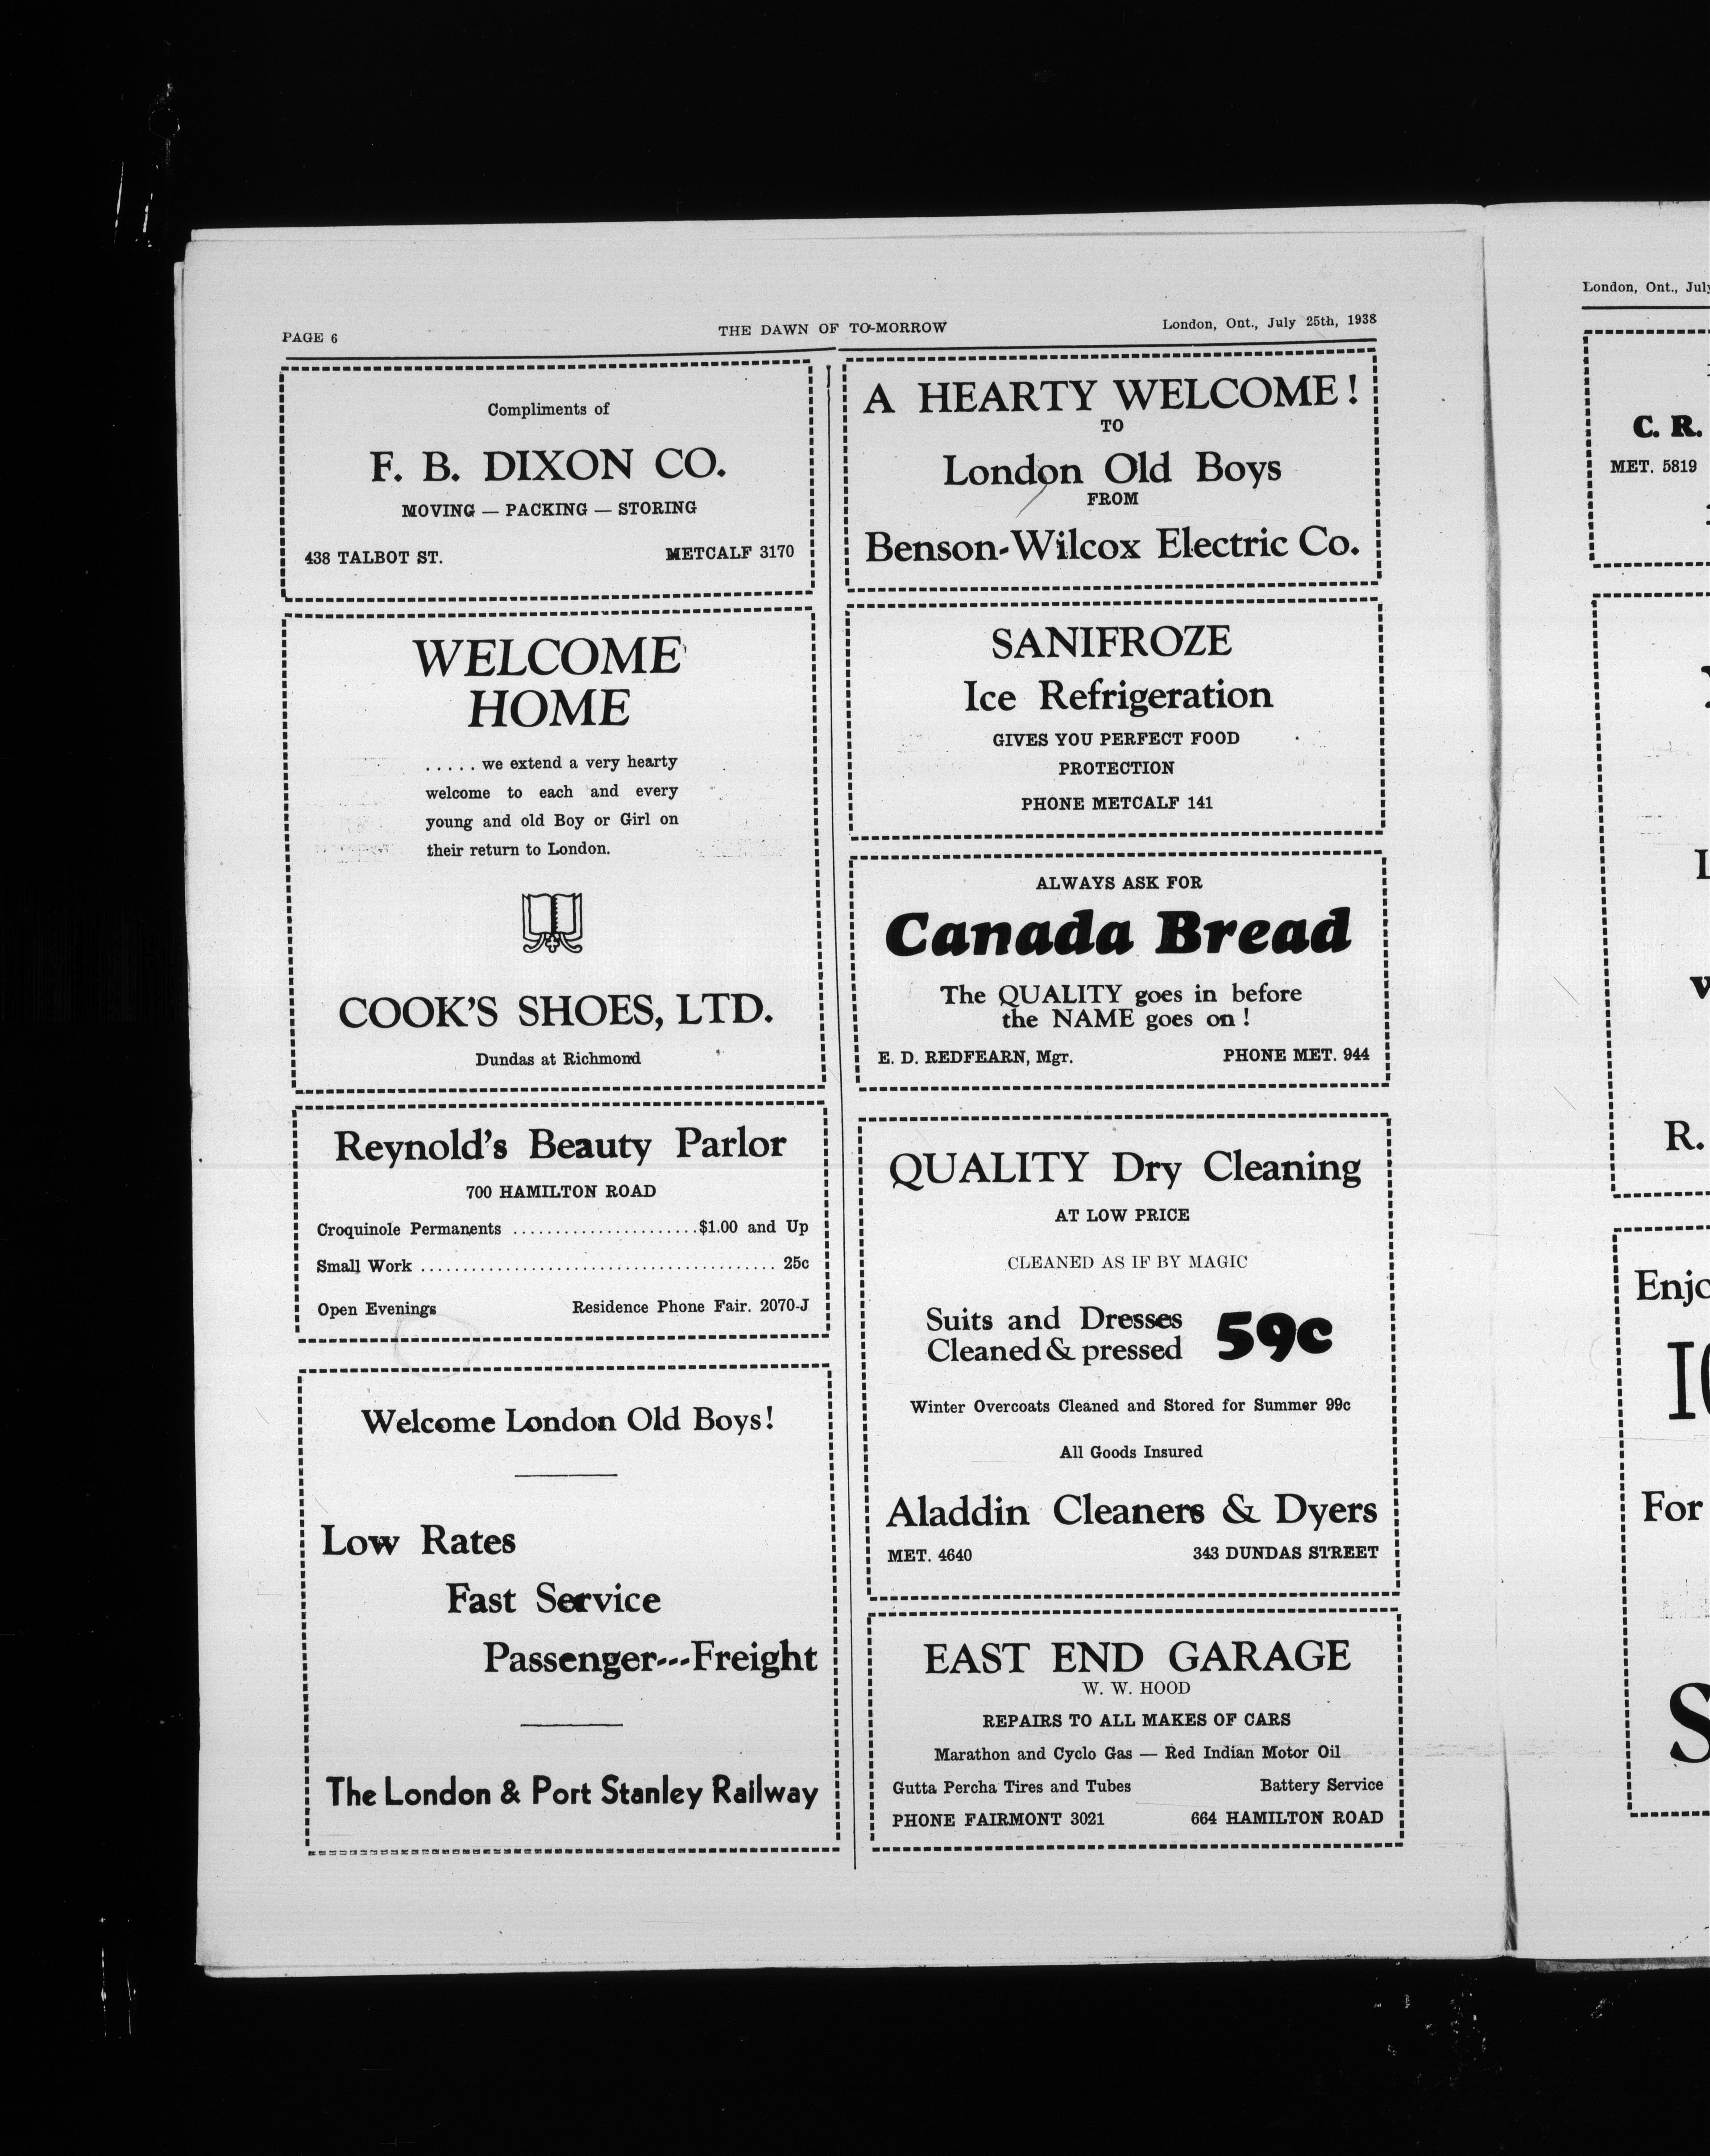 PAGE 6
THE DAWN OF TO-MORROW
London, Ont., July 25th, 1938
Compliments of
F. B. DIXON CO.
MOVING — PACKING — STORING
438 TALBOT ST. METCALF 3170
WELCOME
HOME
. . . . . we extend a very hearty
welcome to each and every
young and old Boy or Girl on
their return to London.
COOK'S SHOES, LTD.
Dundas at Richmond
Reynold's Beauty Parlor
700 HAMILTON ROAD
Croquinole Permanents ......................$1.00 and Up
Small Work .......................................... 25c
Open Evenings Residence Phone Fair. 2070-J
Welcome London Old Boys!
Low Rates
Fast Service
Passenger---Freight
The London & Port Stanley Railway
A HEARTY WELCOME!
TO
London Old Boys
FROM
Benson-Wilcox Electric Co.
SANIFROZE
Ice Refrigeration
GIVES YOU PERFECT FOOD
PROTECTION
PHONE METCALF 141
ALWAYS ASK FOR
Canada Bread
The QUALITY goes in before
the NAME goes on!
E. D. REDFEARN, Mgr. PHONE MET. 944
QUALITY Dry Cleaning
AT LOW PRICE
CLEANED AS IF BY MAGIC
Suits and Dresses
Cleaned & pressed 59c
Winter Overcoats Cleaned and Stored for Summer 99c
All Goods Insured
Aladdin Cleaners & Dyers
MET. 4640 343 DUNDAS STREET
EAST END GARAGE
W. W. HOOD
REPAIRS TO ALL MAKES OF CARS
Marathon and Cyclo Gas — Red Indian Motor Oil
Gutta Percha Tires and Tubes Battery Service
PHONE FAIRMONT 3021 664 HAMILTON ROAD
London, Ont.,
C. R.
MET. 5819
R.
For